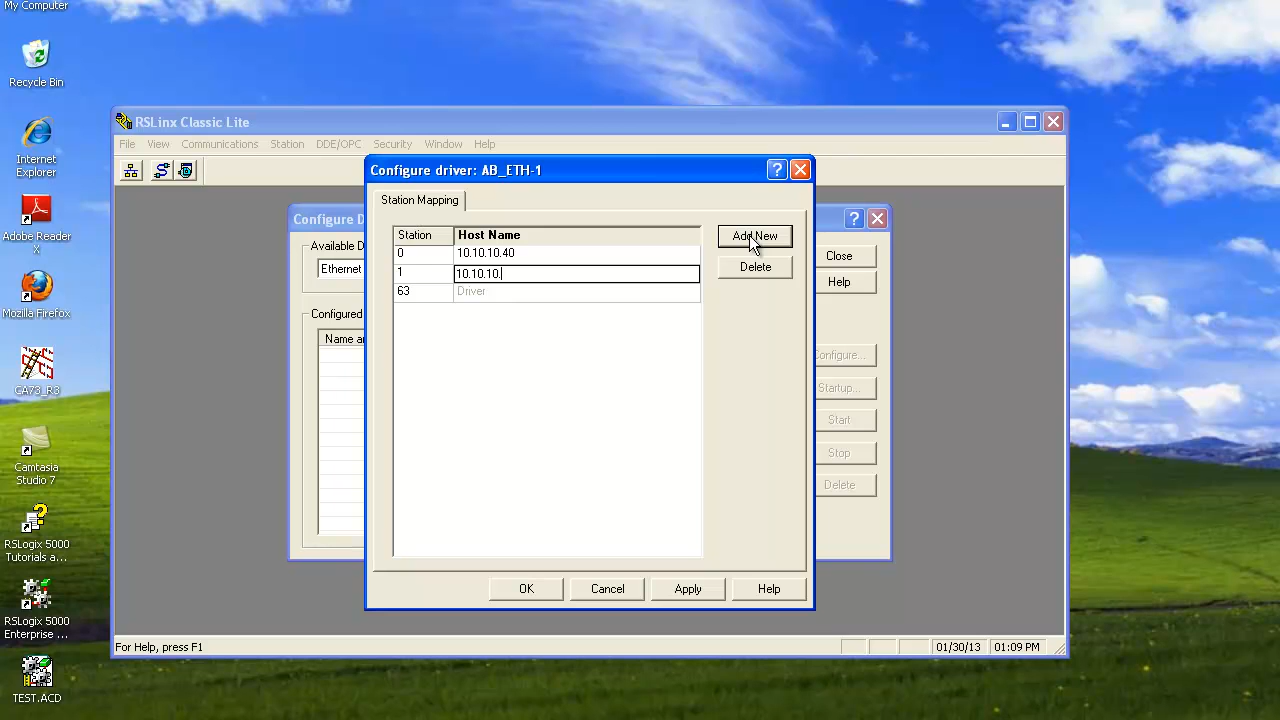 My Computer
Recycle Bin
Internet
Explorer
Adobe Reader
X
Mozilla Firefox
CA73_R3
Camtasia
Studio 7
RSLogix 5000
Tutorials a...
RSLogix 5000
Enterprise ...
TEST.ACD
RSLinx Classic Lite
File View Communications Station DDE/OPC Security Window Help
Configure D
Available D
Ethernet
Configured
Name a
Close
Help
Configure...
Startup...
Start
Stop
Delete
Configure driver: AB_ETH-1
Station Mapping
Station Host Name
0 10.10.10.40
1 10.10.10.
63 Driver
Add New
Delete
OK Cancel Apply Help
For Help, press F1
01/30/13 01:09 PM